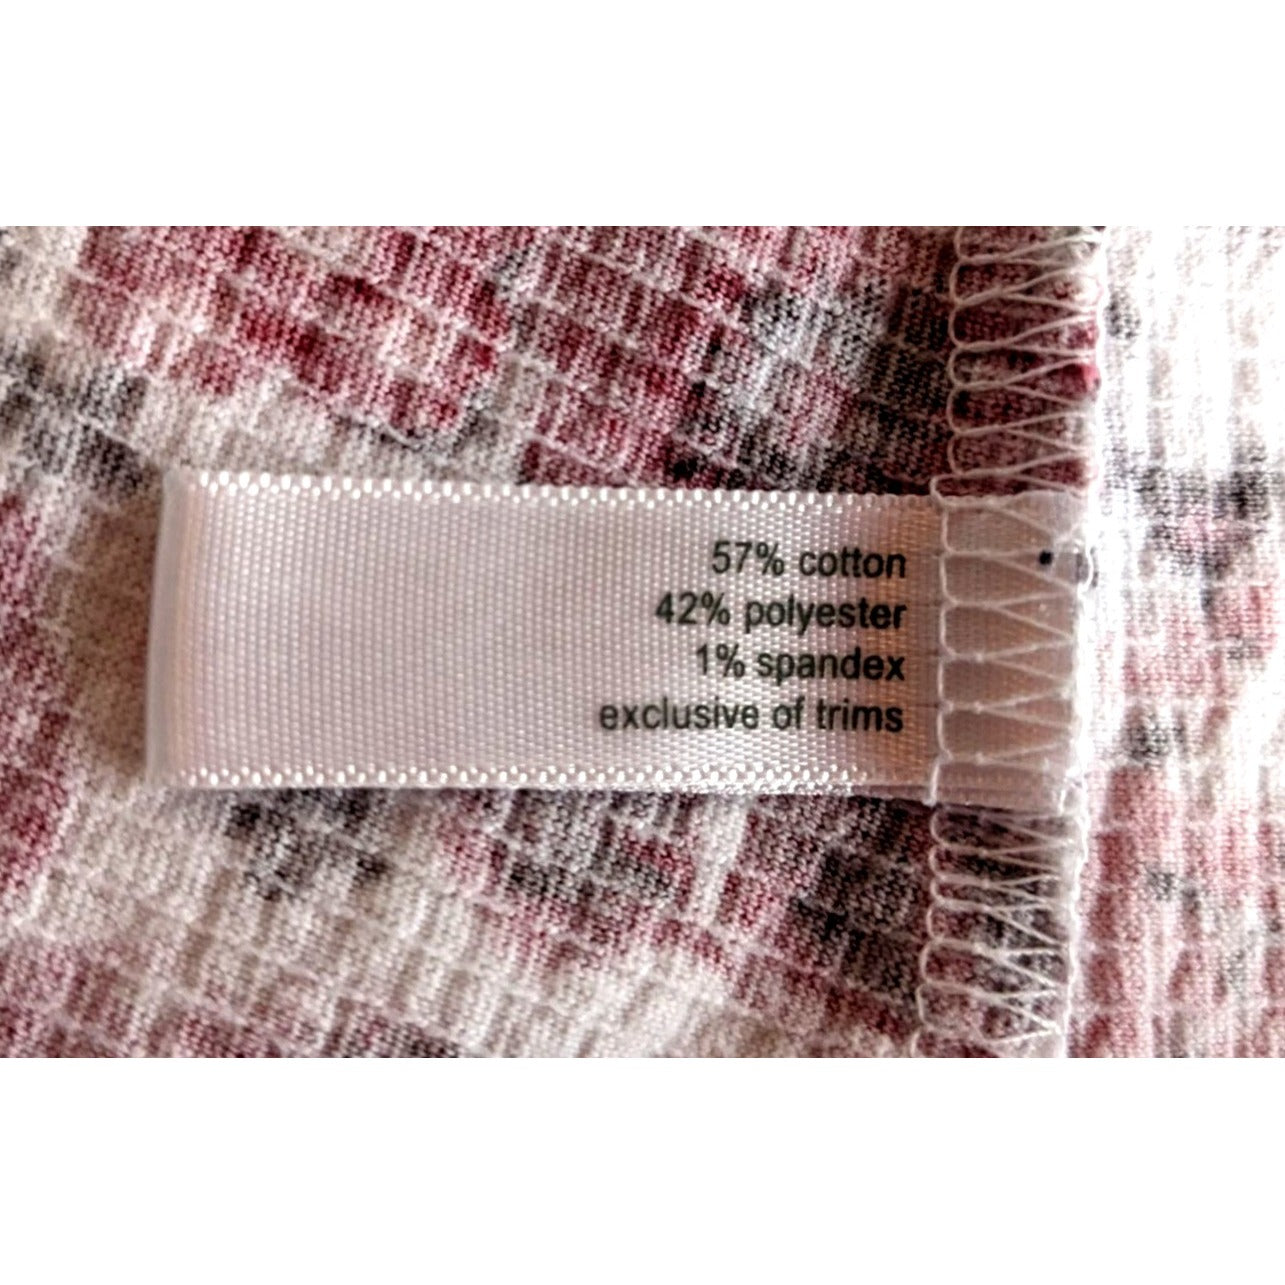 57% cotton
42% polyester
1% spandex
exclusive of trims